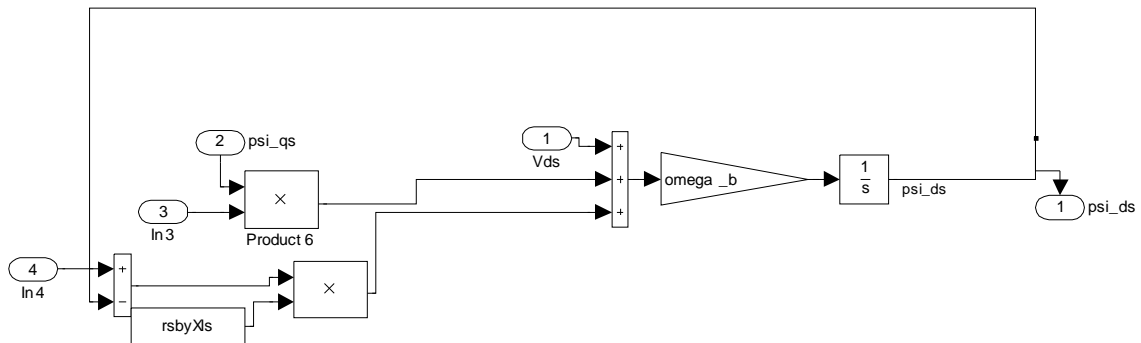 2
psi_qs
1
Vds
+
+
+
omega _b
1
s
psi_ds
1
psi_ds
3
In 3
×
Product 6
4
In 4
+
−
×
rsbyXls